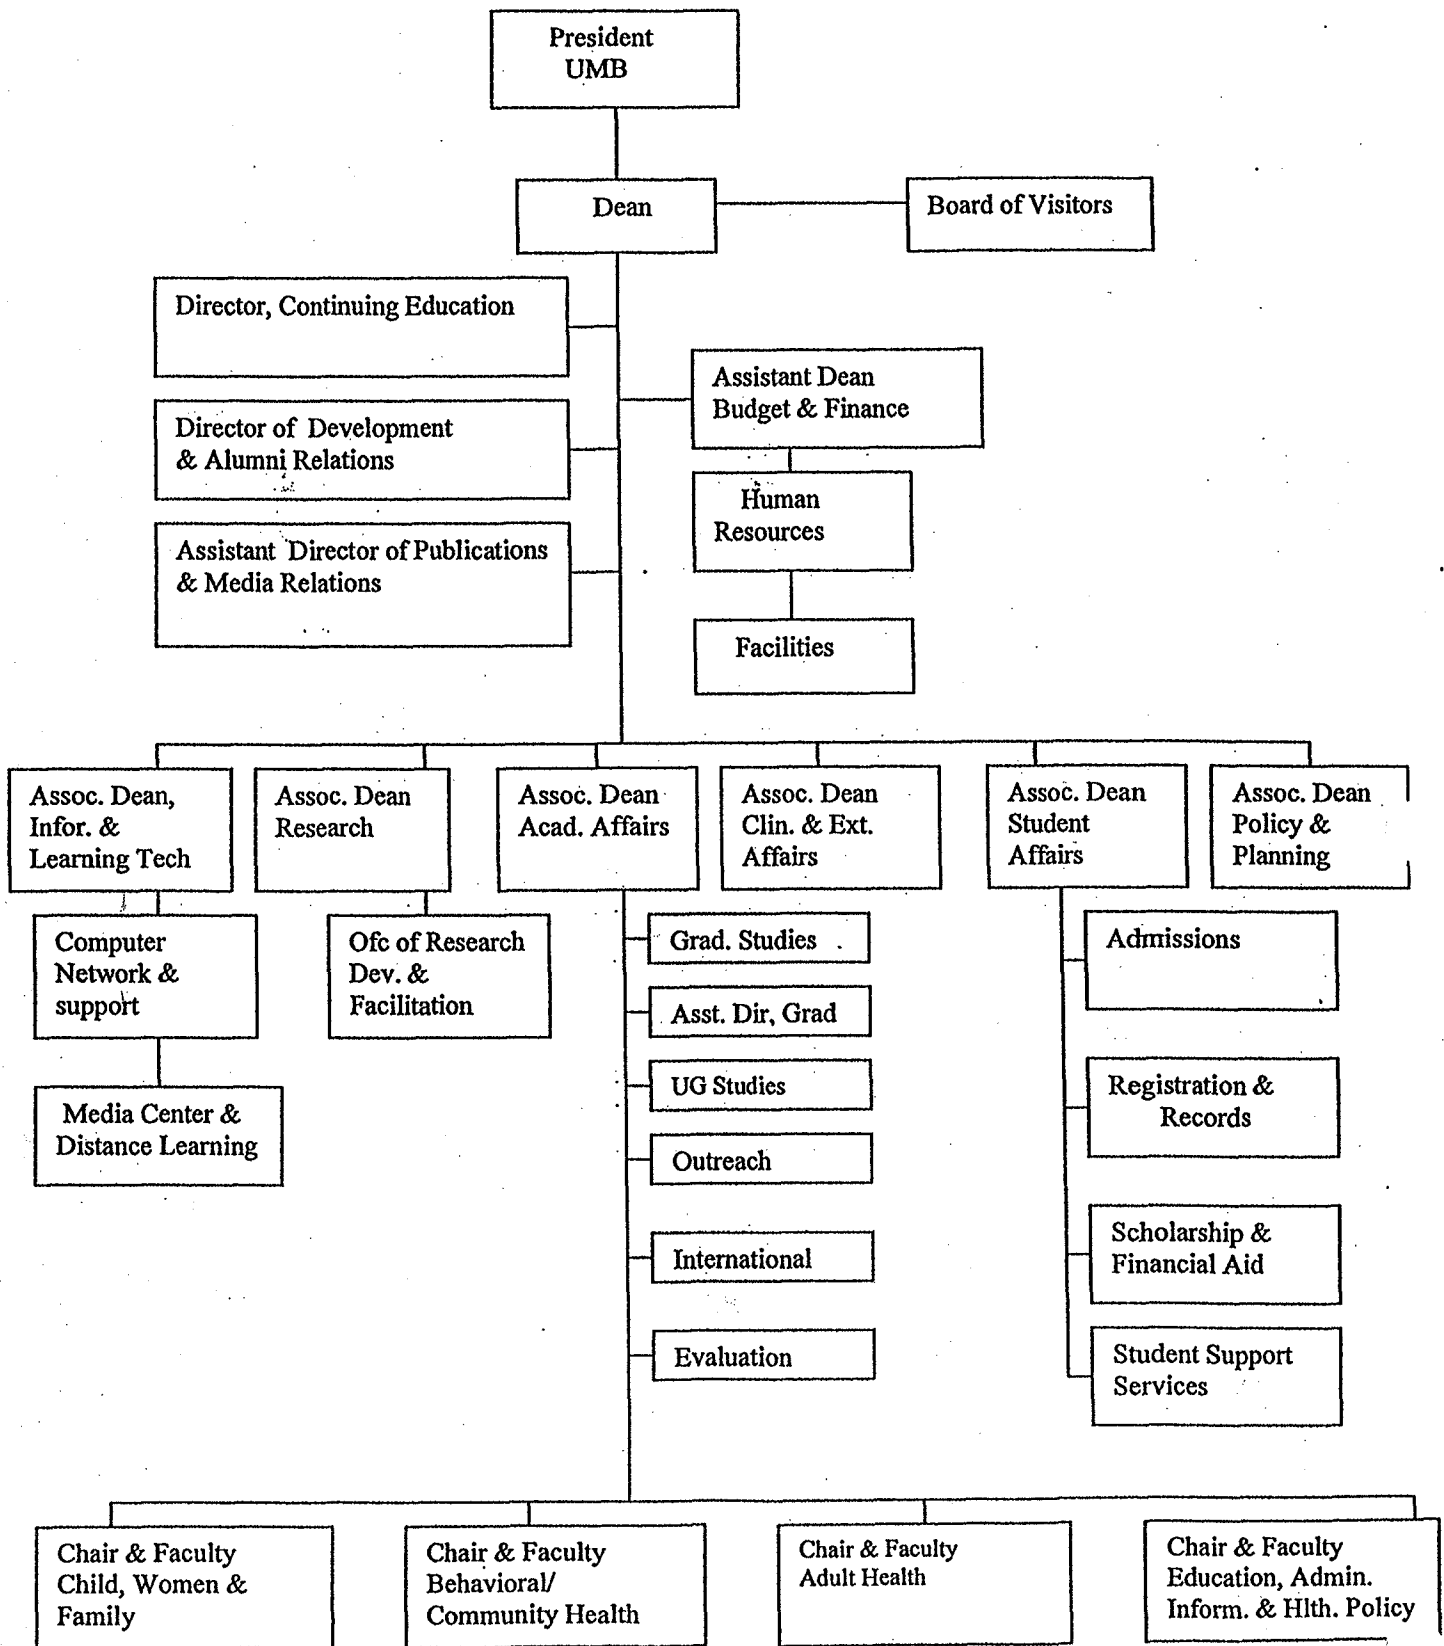 President
UMB
Dean
Board of Visitors
Director, Continuing Education
Assistant Dean
Budget & Finance
Director of Development
& Alumni Relations
Human
Resources
Assistant Director of Publications
& Media Relations
Facilities
Assoc. Dean,
Infor. &
Learning Tech
Assoc. Dean
Research
Assoc. Dean
Acad. Affairs
Assoc. Dean
Clin. & Ext.
Affairs
Assoc. Dean
Student
Affairs
Assoc. Dean
Policy &
Planning
Computer
Network &
support
Ofc of Research
Dev. &
Facilitation
Grad. Studies
Asst. Dir, Grad
UG Studies
Outreach
International
Evaluation
Admissions
Registration &
Records
Scholarship &
Financial Aid
Student Support
Services
Media Center &
Distance Learning
Chair & Faculty
Child, Women &
Family
Chair & Faculty
Behavioral/
Community Health
Chair & Faculty
Adult Health
Chair & Faculty
Education, Admin.
Inform. & Hlth. Policy